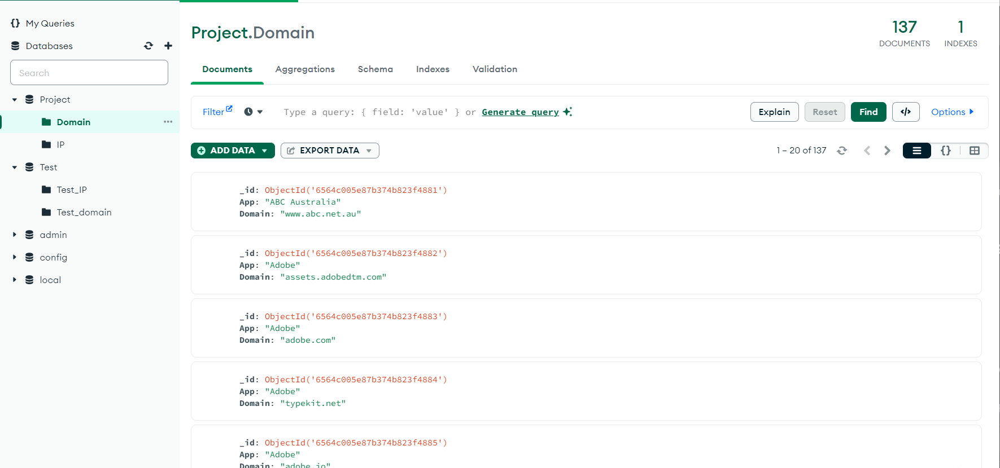 My Queries
Databases
Search
Project
Domain
IP
Test
Test_IP
Test_domain
admin
config
local
Project.Domain
137
DOCUMENTS
1
INDEXES
Documents Aggregations Schema Indexes Validation
Filter Type a query: { field: 'value' } or Generate query Explain Reset Find </> Options
ADD DATA EXPORT DATA 1 – 20 of 137 {}
_id: ObjectId('6564c005e87b374b823f4881')
App: "ABC Australia"
Domain: "www.abc.net.au"
_id: ObjectId('6564c005e87b374b823f4882')
App: "Adobe"
Domain: "assets.adobedtm.com"
_id: ObjectId('6564c005e87b374b823f4883')
App: "Adobe"
Domain: "adobe.com"
_id: ObjectId('6564c005e87b374b823f4884')
App: "Adobe"
Domain: "typekit.net"
_id: ObjectId('6564c005e87b374b823f4885')
App: "Adobe"
Domain: "adobe.io"